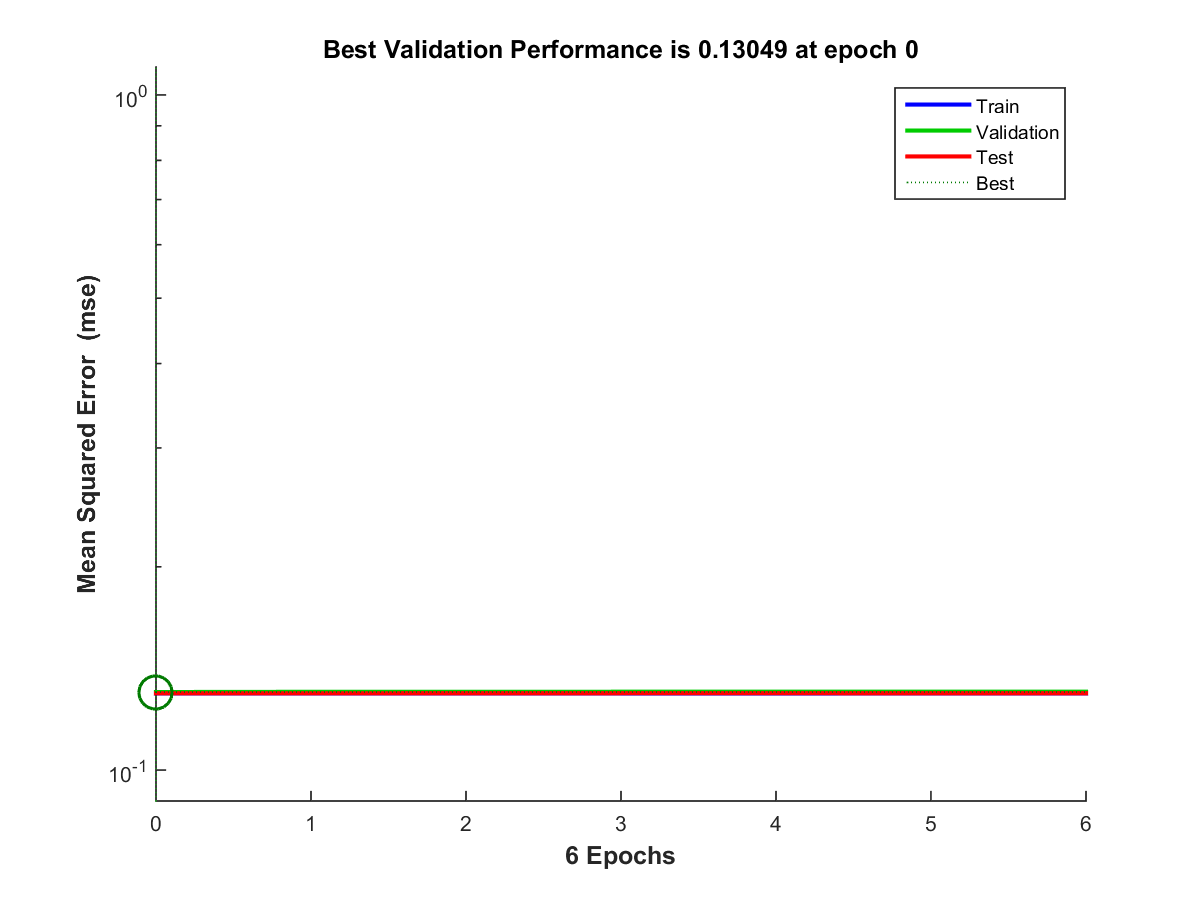 Best Validation Performance is 0.13049 at epoch 0
10^0
Train
Validation
Test
Best
Mean Squared Error (mse)
10^-1
0 1 2 3 4 5 6
6 Epochs